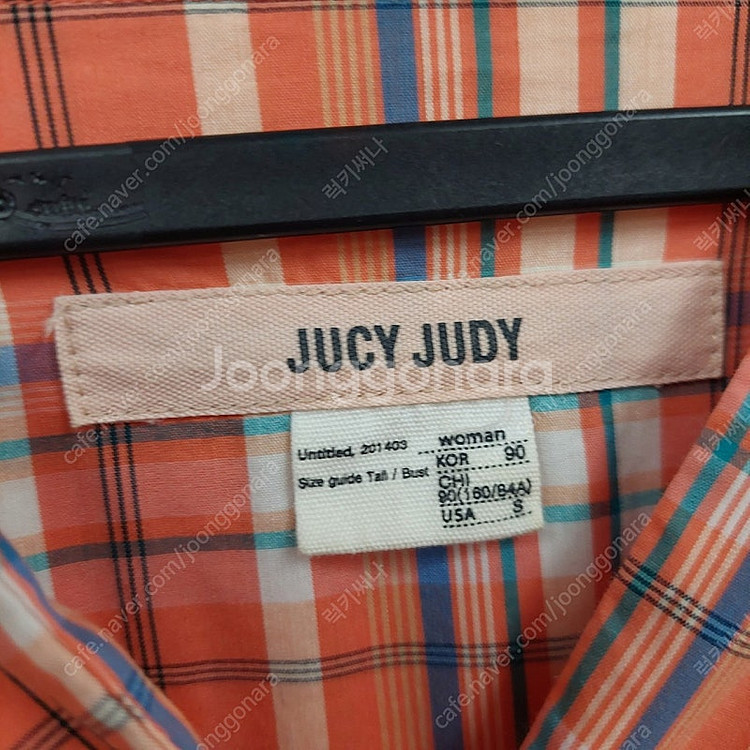 JUCY JUDY
Joonggonara
Untitled, 201403
Size guide Tall / Bust
woman
KOR 90
CHI
90(160/84A)
USA S
cafe.naver.com/joonggonara
럭키써나